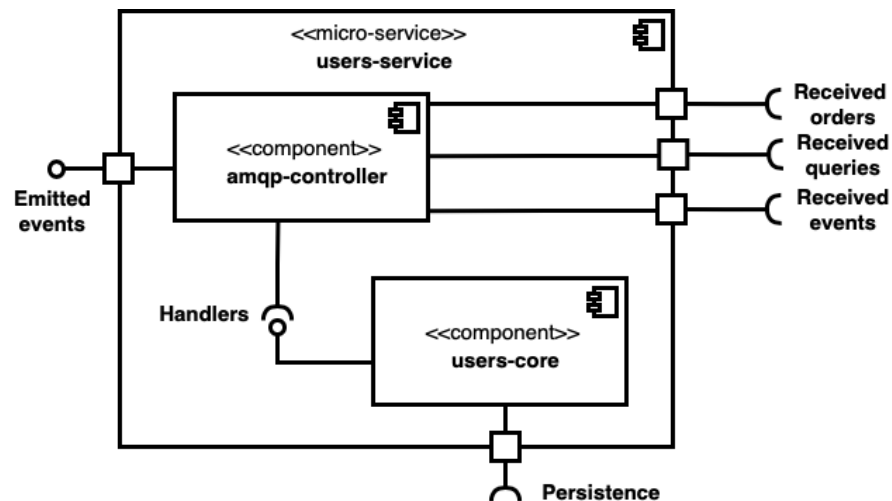 <<micro-service>>
users-service
<<component>>
amqp-controller
Received
orders
Received
queries
Received
events
Emitted
events
Handlers
<<component>>
users-core
Persistence